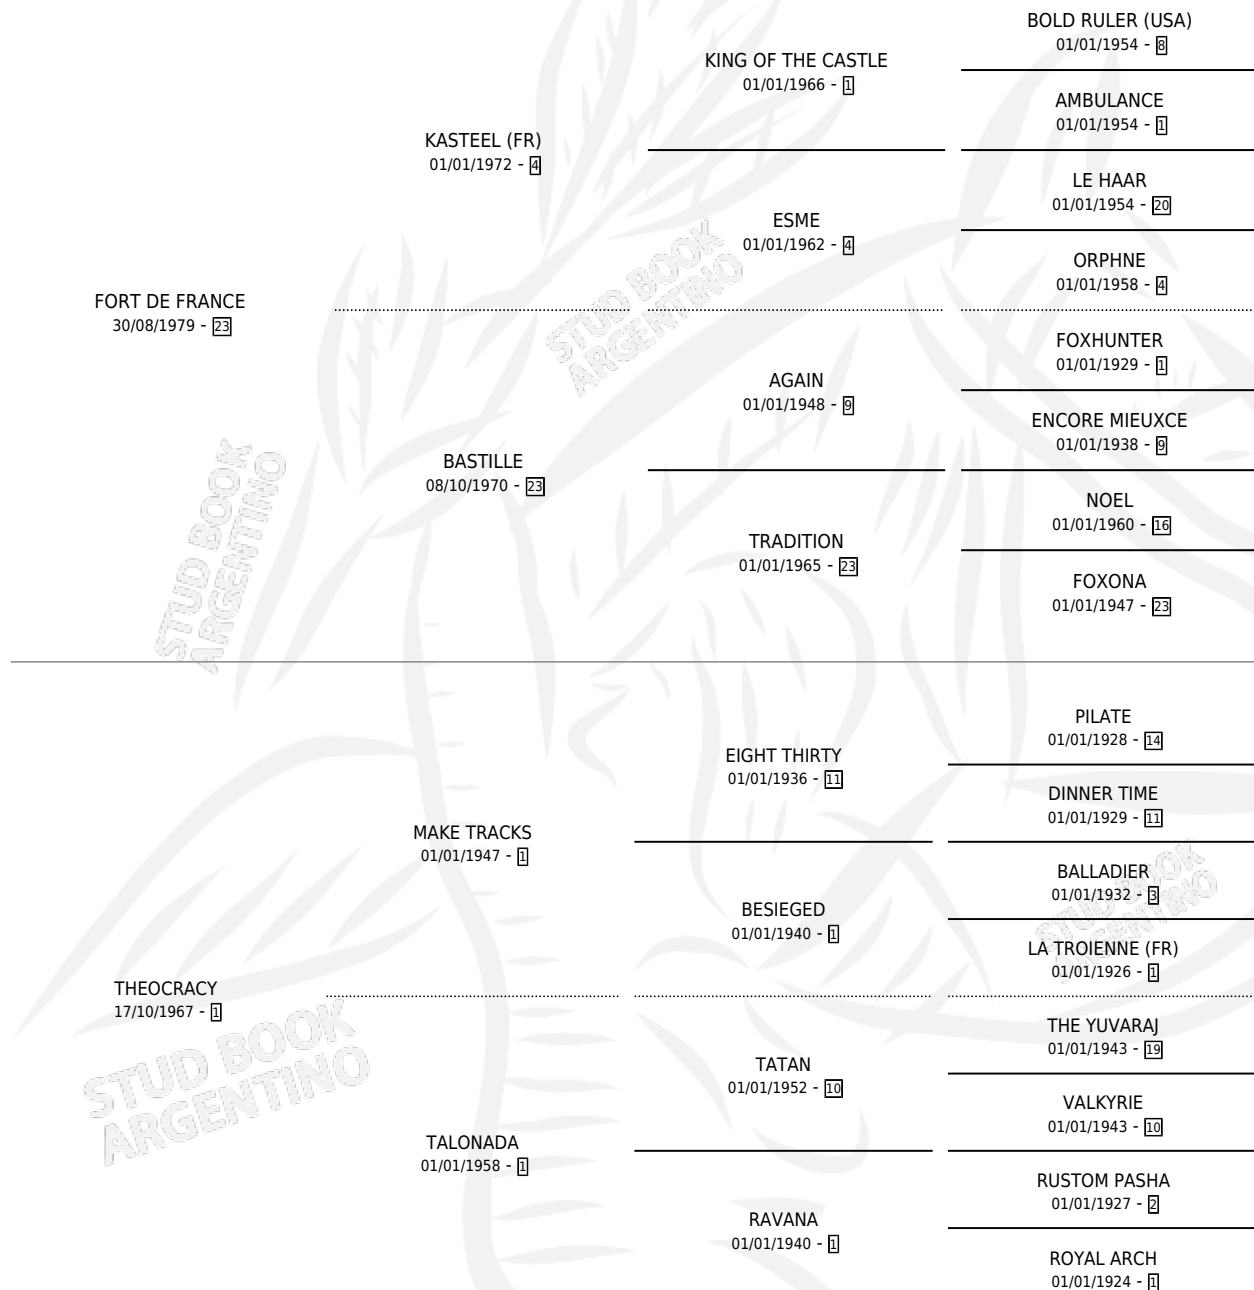 BOLD RULER (USA)
01/01/1954 - 8
KING OF THE CASTLE
01/01/1966 - 1
AMBULANCE
01/01/1954 - 1
KASTEEL (FR)
01/01/1972 - 4
LE HAAR
01/01/1954 - 20
ESME
01/01/1962 - 4
ORPHNE
01/01/1958 - 4
FORT DE FRANCE
30/08/1979 - 23
FOXHUNTER
01/01/1929 - 1
AGAIN
01/01/1948 - 9
ENCORE MIEUXCE
01/01/1938 - 9
BASTILLE
08/10/1970 - 23
NOEL
01/01/1960 - 16
TRADITION
01/01/1965 - 23
FOXONA
01/01/1947 - 23
PILATE
01/01/1928 - 14
EIGHT THIRTY
01/01/1936 - 11
DINNER TIME
01/01/1929 - 11
MAKE TRACKS
01/01/1947 - 1
BALLADIER
01/01/1932 - 3
BESIEGED
01/01/1940 - 1
LA TROIENNE (FR)
01/01/1926 - 1
THEOCRACY
17/10/1967 - 1
THE YUVARAJ
01/01/1943 - 19
TATAN
01/01/1952 - 10
VALKYRIE
01/01/1943 - 10
TALONADA
01/01/1958 - 1
RUSTOM PASHA
01/01/1927 - 2
RAVANA
01/01/1940 - 1
ROYAL ARCH
01/01/1924 - 1
STUD BOOK
ARGENTINO
STUD BOOK
ARGENTINO
STUD BOOK
ARGENTINO
STUD BOOK
ARGENTINO